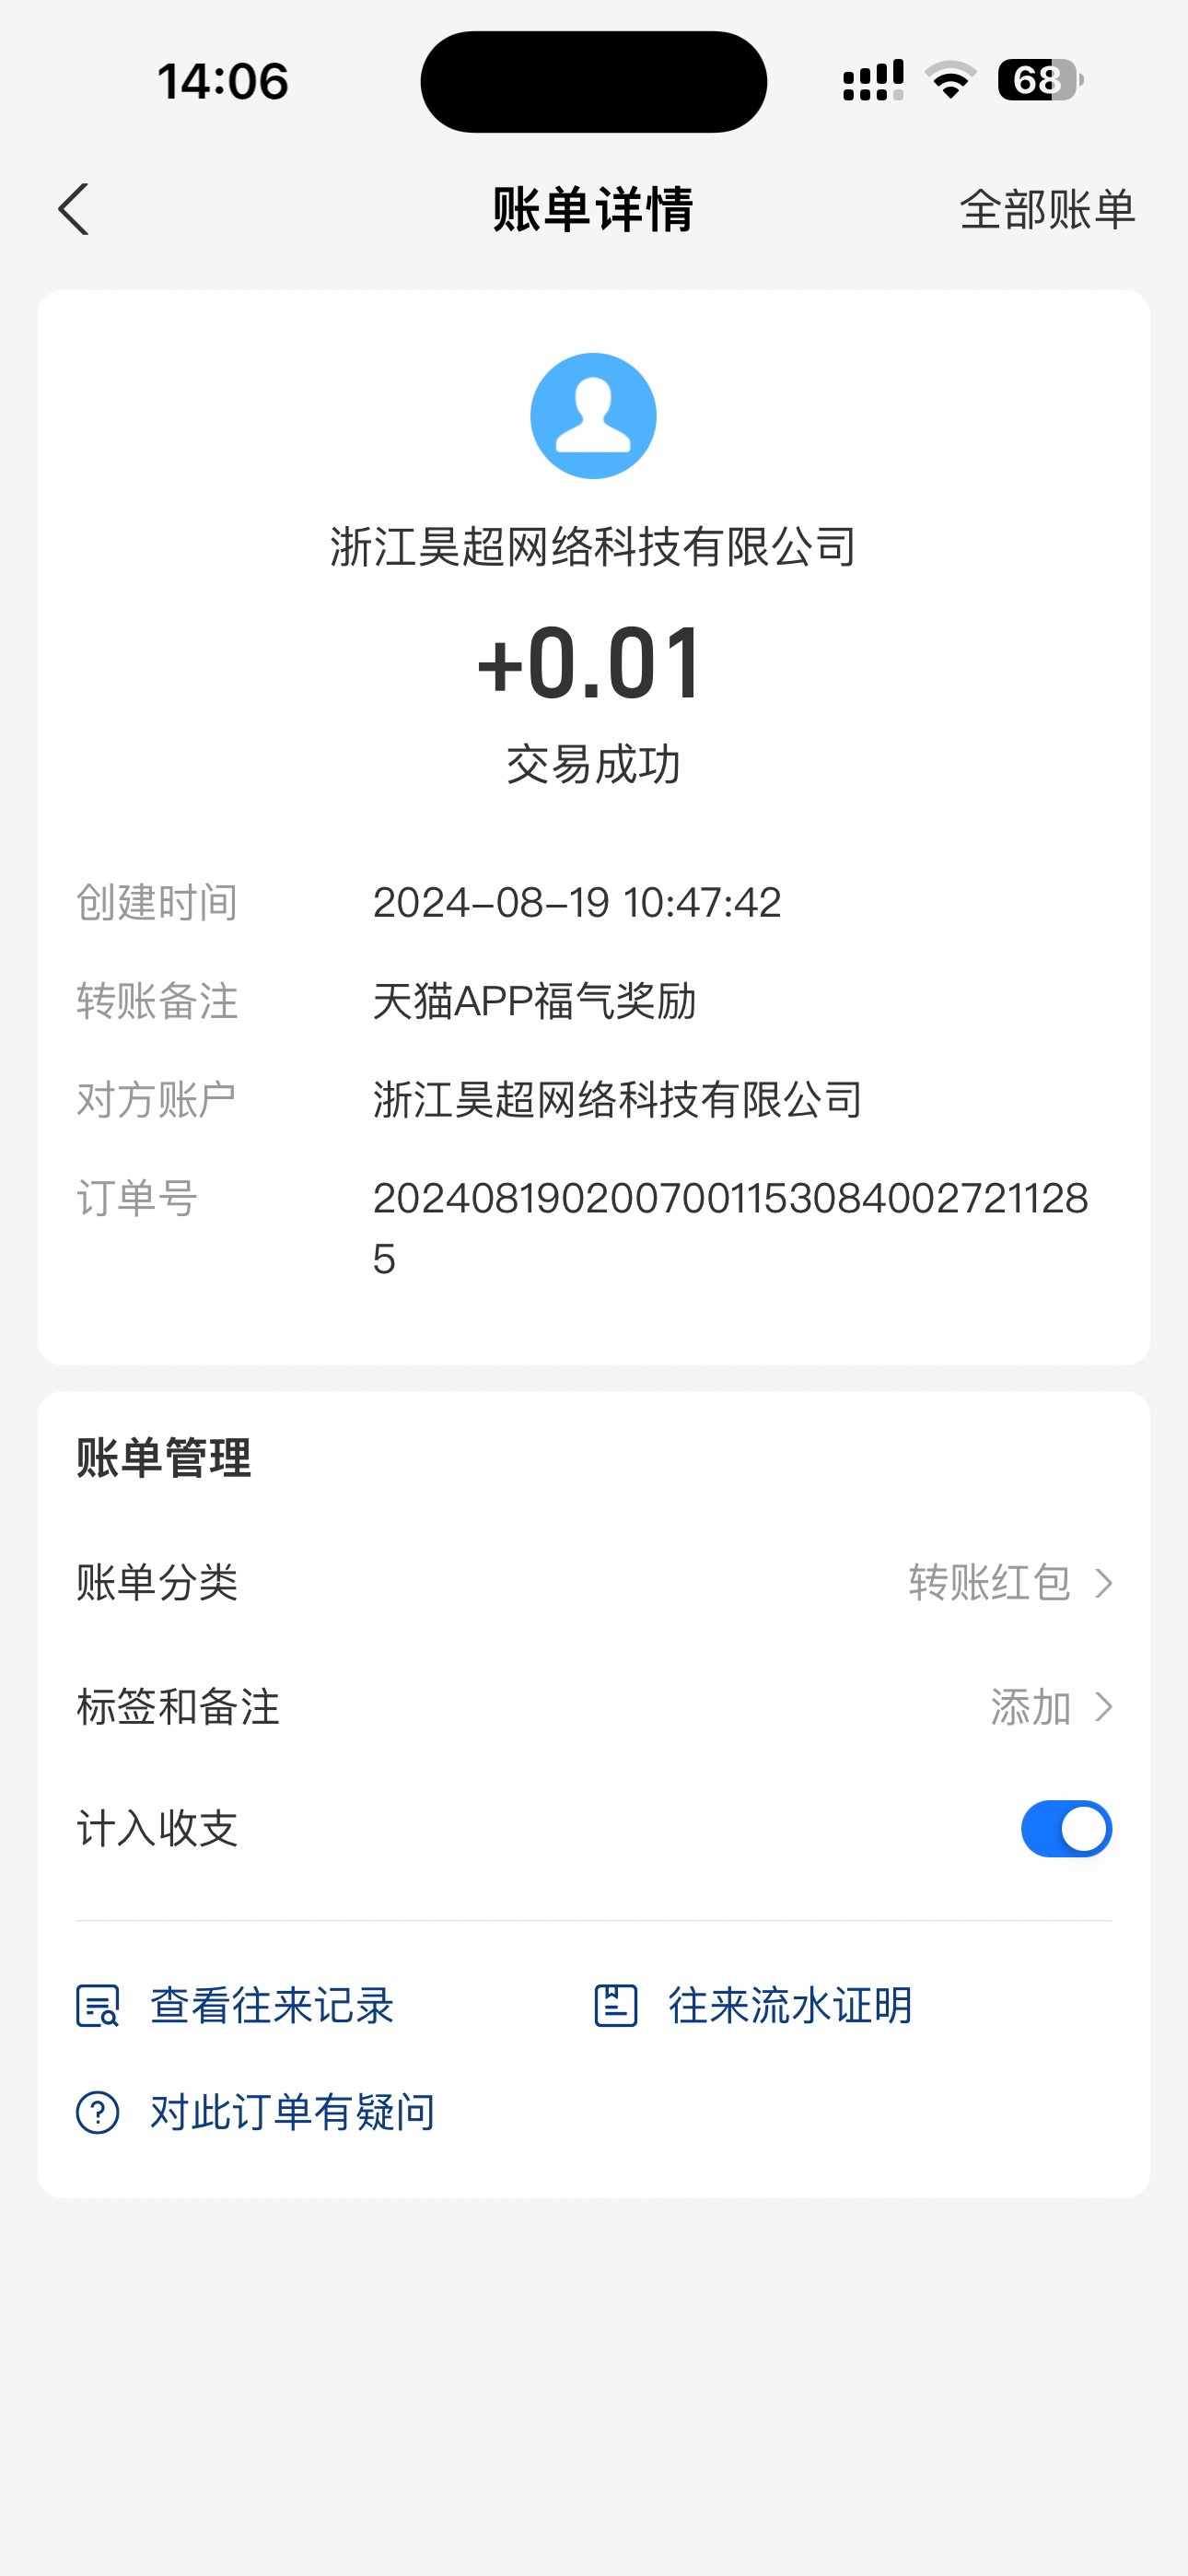 14:06
68
账单详情
全部账单
浙江昊超网络科技有限公司
+0.01
交易成功
创建时间 2024-08-19 10:47:42
转账备注 天猫APP福气奖励
对方账户 浙江昊超网络科技有限公司
订单号 2024081902007001153084002721128
5
账单管理
账单分类 转账红包
标签和备注 添加
计入收支
查看往来记录 往来流水证明
对此订单有疑问